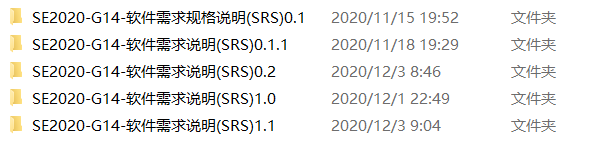 SE2020-G14-软件需求规格说明(SRS)0.1 2020/11/15 19:52 文件夹
SE2020-G14-软件需求说明(SRS)0.1.1 2020/11/18 19:29 文件夹
SE2020-G14-软件需求说明(SRS)0.2 2020/12/3 8:46 文件夹
SE2020-G14-软件需求说明(SRS)1.0 2020/12/1 22:49 文件夹
SE2020-G14-软件需求说明(SRS)1.1 2020/12/3 9:04 文件夹